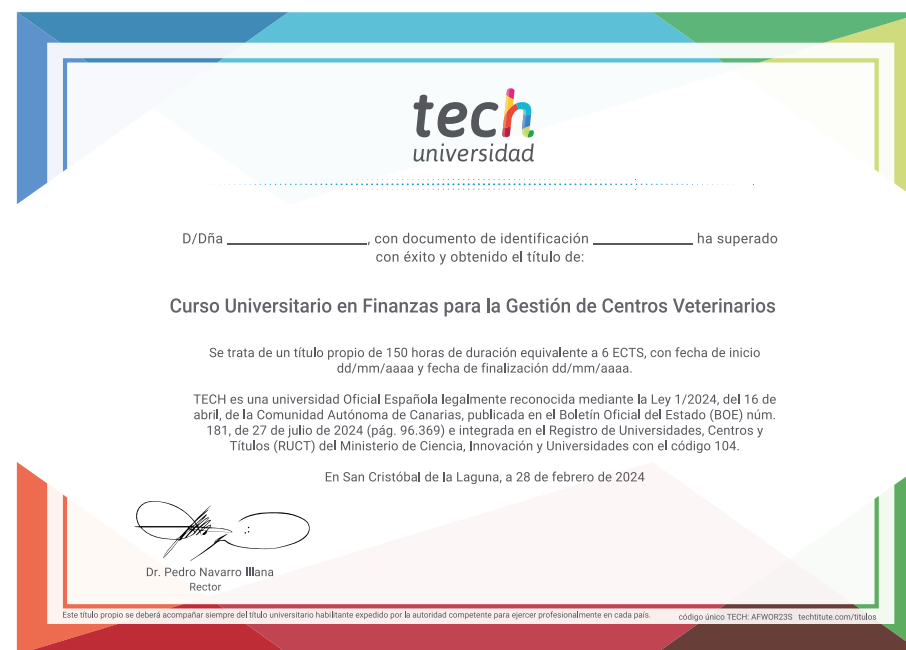 tech
universidad
D/Dña ____________________, con documento de identificación ______________ ha superado
con éxito y obtenido el título de:
Curso Universitario en Finanzas para la Gestión de Centros Veterinarios
Se trata de un título propio de 150 horas de duración equivalente a 6 ECTS, con fecha de inicio
dd/mm/aaaa y fecha de finalización dd/mm/aaaa.
TECH es una universidad Oficial Española legalmente reconocida mediante la Ley 1/2024, del 16 de
abril, de la Comunidad Autónoma de Canarias, publicada en el Boletín Oficial del Estado (BOE) núm.
181, de 27 de julio de 2024 (pág. 96.369) e integrada en el Registro de Universidades, Centros y
Títulos (RUCT) del Ministerio de Ciencia, Innovación y Universidades con el código 104.
En San Cristóbal de la Laguna, a 28 de febrero de 2024
Dr. Pedro Navarro Illana
Rector
Este título propio se deberá acompañar siempre del título universitario habilitante expedido por la autoridad competente para ejercer profesionalmente en cada país.
código único TECH: AFWOR23S techtitute.com/titulos